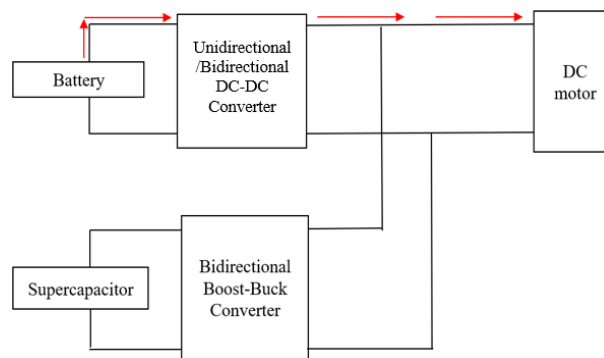 Unidirectional
/Bidirectional
DC-DC
Converter
Battery
DC
motor
Bidirectional
Boost-Buck
Converter
Supercapacitor